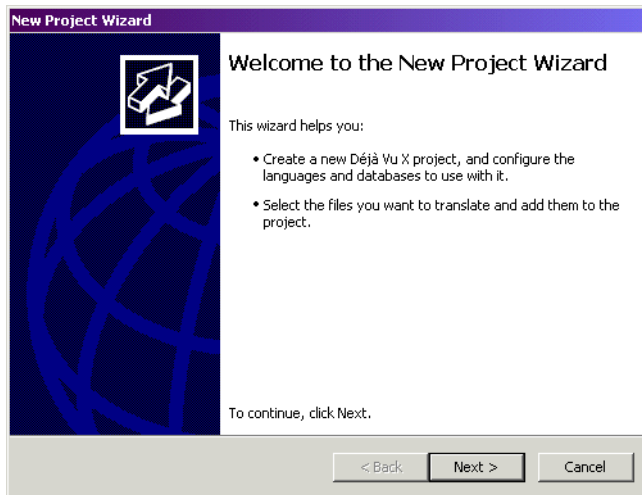 New Project Wizard
Welcome to the New Project Wizard
This wizard helps you:
• Create a new Déjà Vu X project, and configure the
languages and databases to use with it.
• Select the files you want to translate and add them to the
project.
To continue, click Next.
< Back
Next >
Cancel